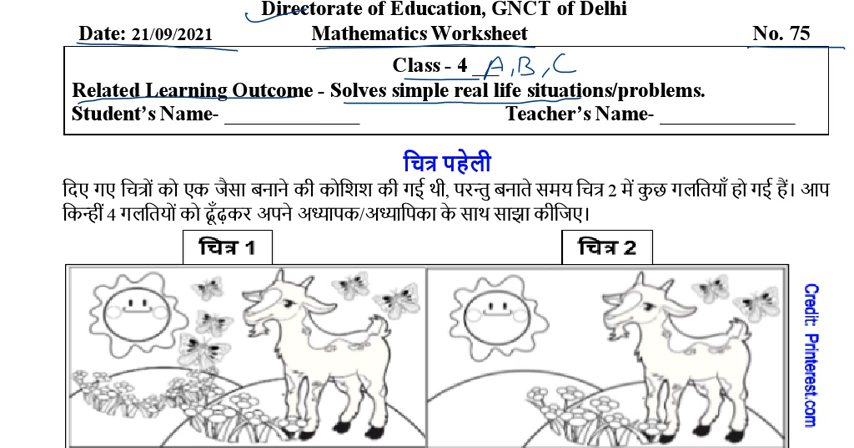 Directorate of Education, GNCT of Delhi
Date: 21/09/2021 Mathematics Worksheet No. 75
Class - 4 A, B, C
Related Learning Outcome - Solves simple real life situations/problems.
Student's Name- ______________ Teacher's Name- ______________
चित्र पहेली
दिए गए चित्रों को एक जैसा बनाने की कोशिश की गई थी, परन्तु बनाते समय चित्र 2 में कुछ गलतियाँ हो गई हैं। आप
किन्हीं 4 गलतियों को ढूँढ़कर अपने अध्यापक/अध्यापिका के साथ साझा कीजिए।
चित्र 1 चित्र 2
Credit: Printerest.com